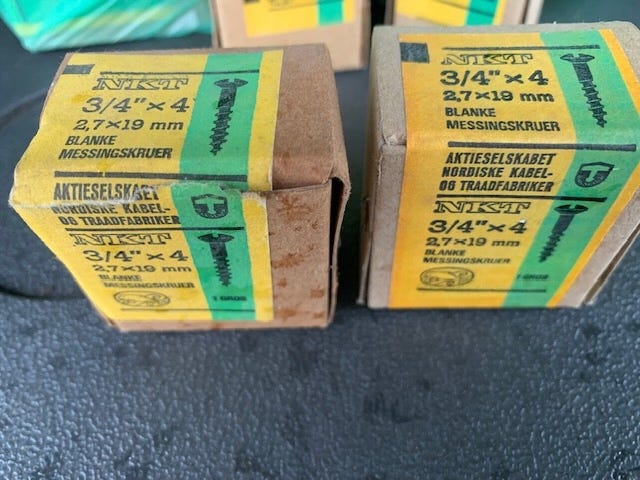 NKT
3/4" × 4
2,7 × 19 mm
BLANKE
MESSINGSKRUER
AKTIESELSKABET
NORDISKE KABEL-
OG TRAADFABRIKER
NKT
3/4" × 4
2,7 × 19 mm
BLANKE
MESSINGSKRUER
1 GROS
NKT
3/4" × 4
2,7 × 19 mm
BLANKE
MESSINGSKRUER
AKTIESELSKABET
NORDISKE KABEL-
OG TRAADFABRIKER
NKT
3/4" × 4
2,7 × 19 mm
BLANKE
MESSINGSKRUER
1 GROS